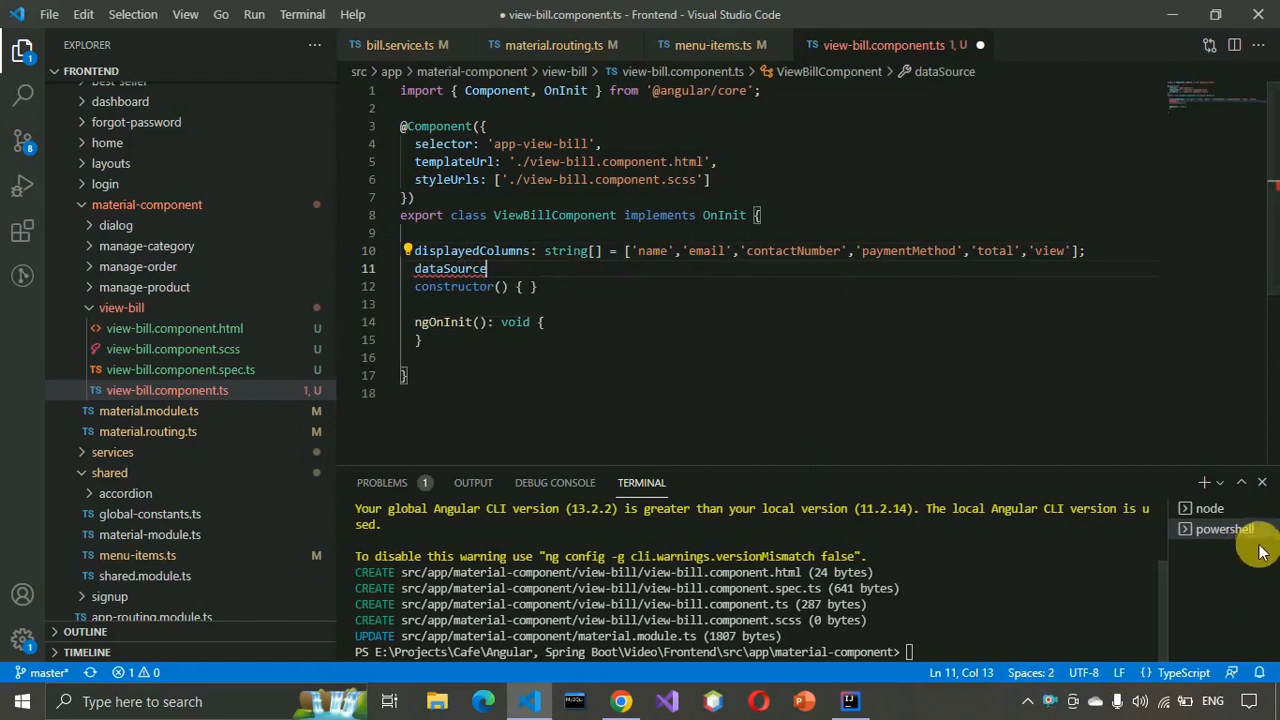 File Edit Selection View Go Run Terminal Help
● view-bill.component.ts - Frontend - Visual Studio Code
EXPLORER
FRONTEND
dashboard
forgot-password
home
layouts
login
material-component
dialog
manage-category
manage-order
manage-product
view-bill
view-bill.component.html U
view-bill.component.scss U
view-bill.component.spec.ts U
view-bill.component.ts 1, U
material.module.ts M
material.routing.ts M
services
shared
accordion
global-constants.ts
material-module.ts
menu-items.ts M
shared.module.ts
signup
app-routing.module.ts
OUTLINE
TIMELINE
bill.service.ts M
material.routing.ts M
menu-items.ts M
view-bill.component.ts 1, U ●
src > app > material-component > view-bill > view-bill.component.ts > ViewBillComponent > dataSource
1 import { Component, OnInit } from '@angular/core';
2
3 @Component({
4 selector: 'app-view-bill',
5 templateUrl: './view-bill.component.html',
6 styleUrls: ['./view-bill.component.scss']
7 })
8 export class ViewBillComponent implements OnInit {
9
10 displayedColumns: string[] = ['name','email','contactNumber','paymentMethod','total','view'];
11 dataSource
12 constructor() { }
13
14 ngOnInit(): void {
15 }
16
17 }
18
PROBLEMS 1 OUTPUT DEBUG CONSOLE TERMINAL
Your global Angular CLI version (13.2.2) is greater than your local version (11.2.14). The local Angular CLI version is u
sed.
To disable this warning use "ng config -g cli.warnings.versionMismatch false".
CREATE src/app/material-component/view-bill/view-bill.component.html (24 bytes)
CREATE src/app/material-component/view-bill/view-bill.component.spec.ts (641 bytes)
CREATE src/app/material-component/view-bill/view-bill.component.ts (287 bytes)
CREATE src/app/material-component/view-bill/view-bill.component.scss (0 bytes)
UPDATE src/app/material-component/material.module.ts (1807 bytes)
PS E:\Projects\Cafe\Angular, Spring Boot\Video\Frontend\src\app\material-component>
node
powershell
master* 1 0 Ln 11, Col 13 Spaces: 2 UTF-8 LF TypeScript
Type here to search
ENG